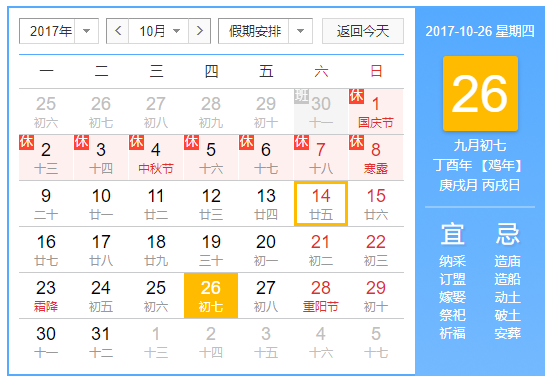 2017年 10月 假期安排 返回今天
一 二 三 四 五 六 日
25 26 27 28 29 班 30 休 1
初六 初七 初八 初九 初十 十一 国庆节
休 2 休 3 休 4 休 5 休 6 休 7 休 8
十三 十四 中秋节 十六 十七 十八 寒露
9 10 11 12 13 14 15
二十 廿一 廿二 廿三 廿四 廿五 廿六
16 17 18 19 20 21 22
廿七 廿八 廿九 三十 初一 初二 初三
23 24 25 26 27 28 29
霜降 初五 初六 初七 初八 重阳节 初十
30 31 1 2 3 4 5
十一 十二 十三 十四 十五 十六 十七
2017-10-26 星期四
26
九月初七
丁酉年 【鸡年】
庚戌月 丙戌日
宜 忌
纳采 造庙
订盟 造船
嫁娶 动土
祭祀 破土
祈福 安葬